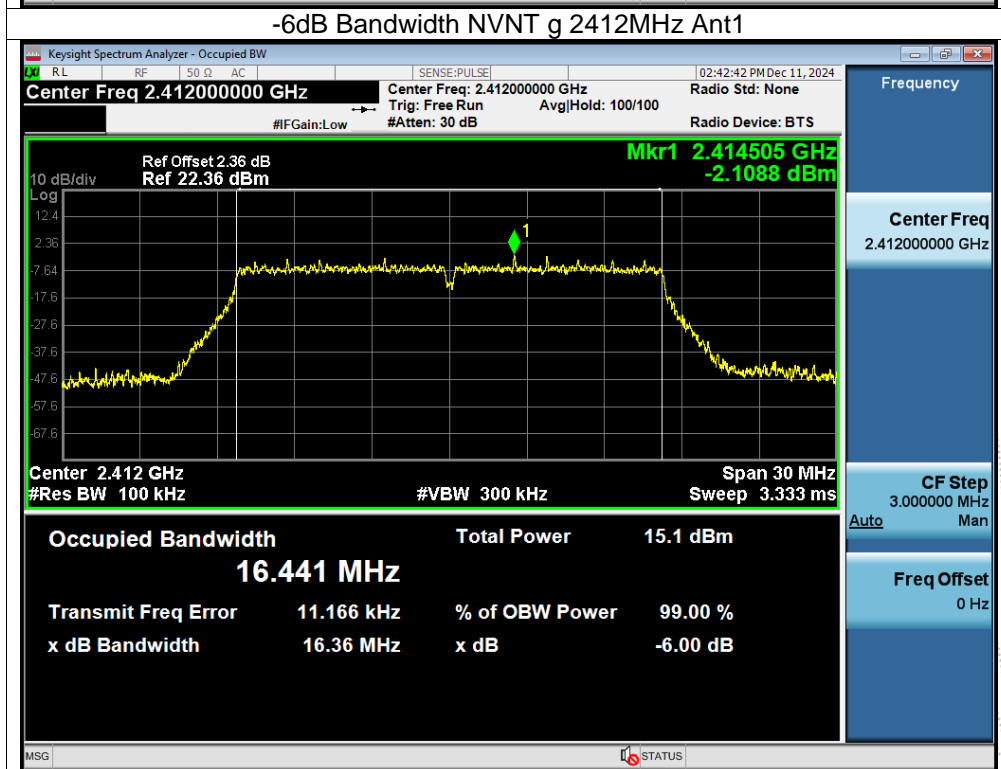 -6dB Bandwidth NVNT g 2412MHz Ant1
Keysight Spectrum Analyzer - Occupied BW
LXI RL RF 50 Ω AC SENSE:PULSE 02:42:42 PM Dec 11, 2024
Center Freq 2.412000000 GHz
Center Freq: 2.412000000 GHz Radio Std: None
Trig: Free Run Avg|Hold: 100/100
#IFGain:Low #Atten: 30 dB Radio Device: BTS
Frequency
Mkr1 2.414505 GHz
-2.1088 dBm
Ref Offset 2.36 dB
10 dB/div Ref 22.36 dBm
Log
12.4
2.36
-7.64
-17.6
-27.6
-37.6
-47.6
-57.6
-67.6
1
Center 2.412 GHz Span 30 MHz
#Res BW 100 kHz #VBW 300 kHz Sweep 3.333 ms
Center Freq
2.412000000 GHz
CF Step
3.000000 MHz
Auto Man
Freq Offset
0 Hz
Occupied Bandwidth Total Power 15.1 dBm
16.441 MHz
Transmit Freq Error 11.166 kHz % of OBW Power 99.00 %
x dB Bandwidth 16.36 MHz x dB -6.00 dB
MSG STATUS